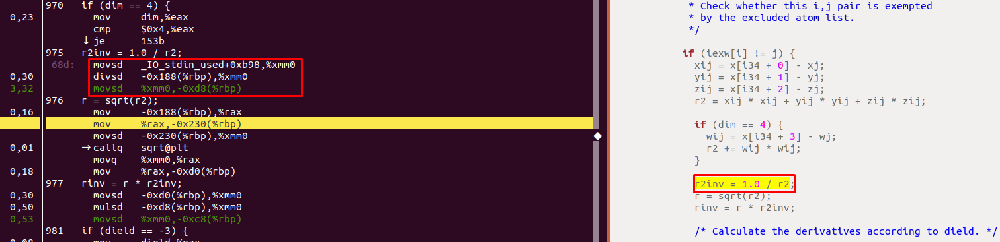 970 if (dim == 4) {
0,23 mov dim,%eax
cmp $0x4,%eax
↓ je 153b
975 r2inv = 1.0 / r2;
68d: movsd _IO_stdin_used+0xb98,%xmm0
0,30 divsd -0x188(%rbp),%xmm0
3,32 movsd %xmm0,-0xd8(%rbp)
976 r = sqrt(r2);
0,16 mov -0x188(%rbp),%rax
mov %rax,-0x230(%rbp)
movsd -0x230(%rbp),%xmm0
0,01 → callq sqrt@plt
movq %xmm0,%rax
0,18 mov %rax,-0xd0(%rbp)
977 rinv = r * r2inv;
0,30 movsd -0xd0(%rbp),%xmm0
0,50 mulsd -0xd8(%rbp),%xmm0
0,53 movsd %xmm0,-0xc8(%rbp)
981 if (dield == -3) {
0,08 mov dield,%eax
* Check whether this i,j pair is exempted
* by the excluded atom list.
*/
if (iexw[i] != j) {
xij = x[i34 + 0] - xj;
yij = x[i34 + 1] - yj;
zij = x[i34 + 2] - zj;
r2 = xij * xij + yij * yij + zij * zij;
if (dim == 4) {
wij = x[i34 + 3] - wj;
r2 += wij * wij;
}
r2inv = 1.0 / r2;
r = sqrt(r2);
rinv = r * r2inv;
/* Calculate the derivatives according to dield. */